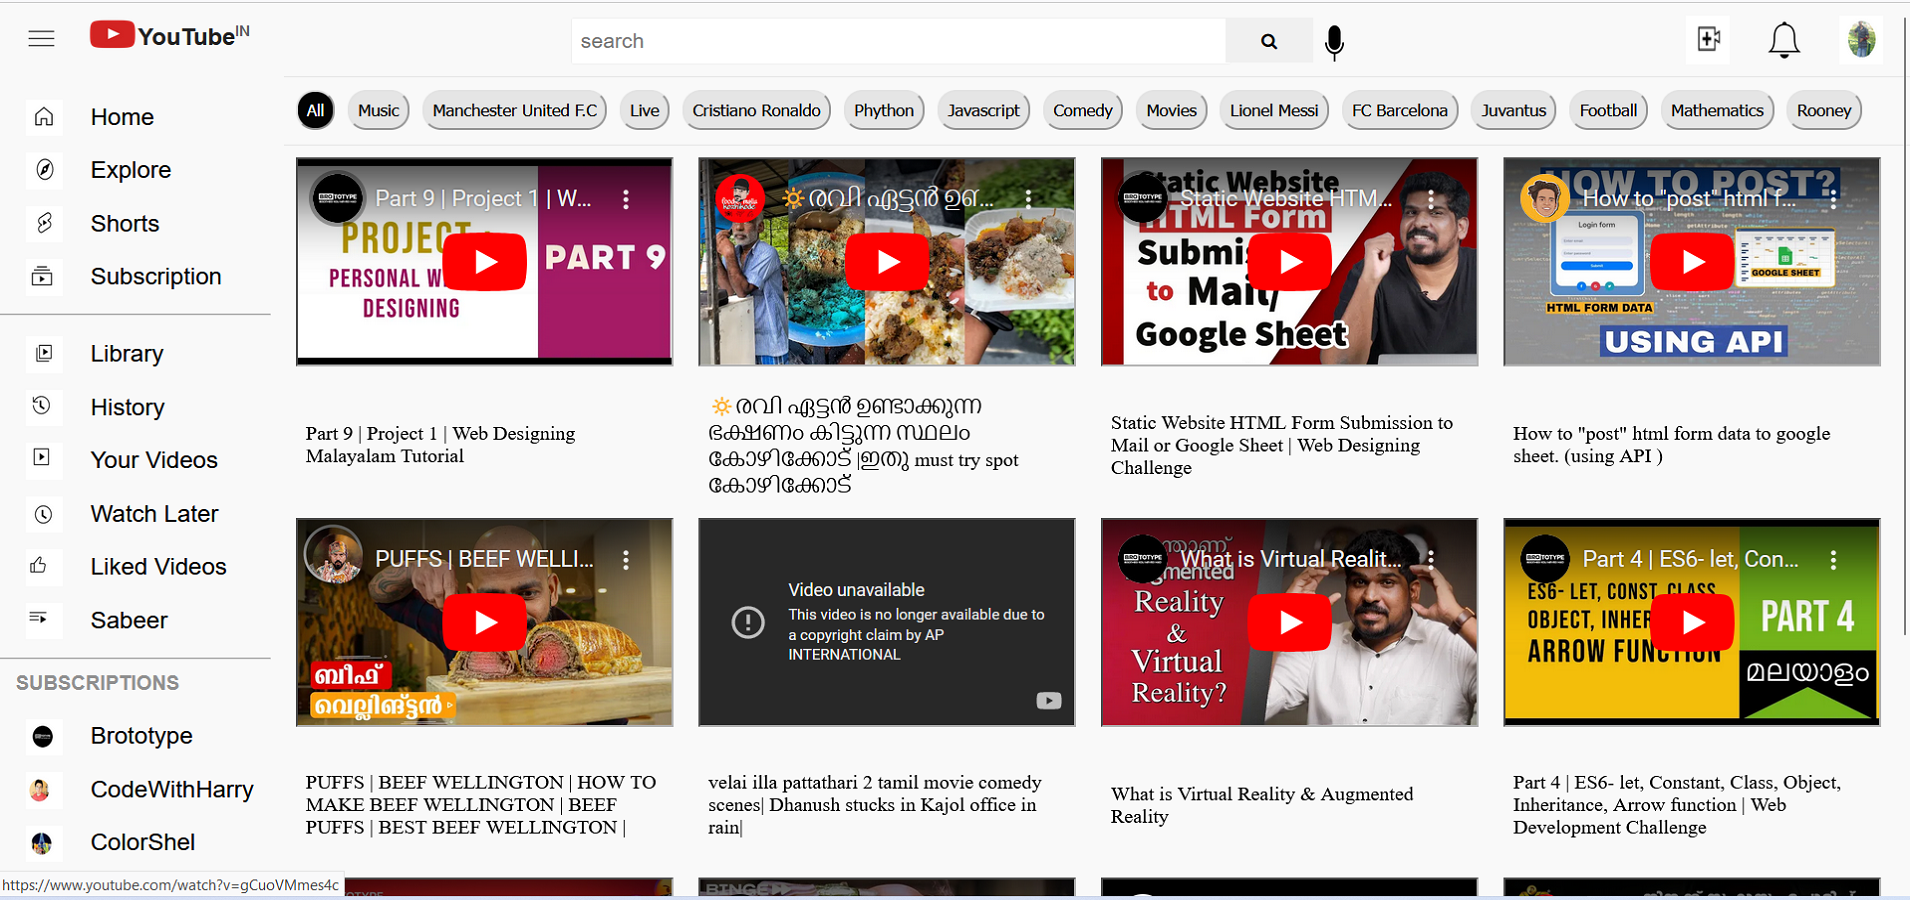 YouTube IN
search
Home
Explore
Shorts
Subscription
Library
History
Your Videos
Watch Later
Liked Videos
Sabeer
SUBSCRIPTIONS
Brototype
CodeWithHarry
ColorShel
All Music Manchester United F.C Live Cristiano Ronaldo Phython Javascript Comedy Movies Lionel Messi FC Barcelona Juvantus Football Mathematics Rooney
Part 9 | Project 1 | W...
PROJECT
PERSONAL W
DESIGNING
PART 9
Part 9 | Project 1 | Web Designing
Malayalam Tutorial
🔆രവി ഏട്ടൻ ഉണ്...
🔆രവി ഏട്ടൻ ഉണ്ടാക്കുന്ന
ഭക്ഷണം കിട്ടുന്ന സ്ഥലം
കോഴിക്കോട് |ഇതു must try spot
കോഴിക്കോട്
Static Website HTM...
Static Website
HTML Form
Submis
to Mail/
Google Sheet
Static Website HTML Form Submission to
Mail or Google Sheet | Web Designing
Challenge
How to "post" html f...
HOW TO POST?
Login form
Submit
GOOGLE SHEET
HTML FORM DATA
USING API
How to "post" html form data to google
sheet. (using API )
PUFFS | BEEF WELLI...
ബീഫ്
വെല്ലിങ്ടൻ
PUFFS | BEEF WELLINGTON | HOW TO
MAKE BEEF WELLINGTON | BEEF
PUFFS | BEST BEEF WELLINGTON |
Video unavailable
This video is no longer available due to
a copyright claim by AP
INTERNATIONAL
velai illa pattathari 2 tamil movie comedy
scenes| Dhanush stucks in Kajol office in
rain|
What is Virtual Realit...
Reality
&
Virtual
Reality?
What is Virtual Reality & Augmented
Reality
Part 4 | ES6- let, Con...
ES6- LET, CONST, CLASS,
OBJECT, INHER
ARROW FUNCTION
PART 4
മലയാളം
Part 4 | ES6- let, Constant, Class, Object,
Inheritance, Arrow function | Web
Development Challenge
https://www.youtube.com/watch?v=gCuoVMmes4c
BINGE